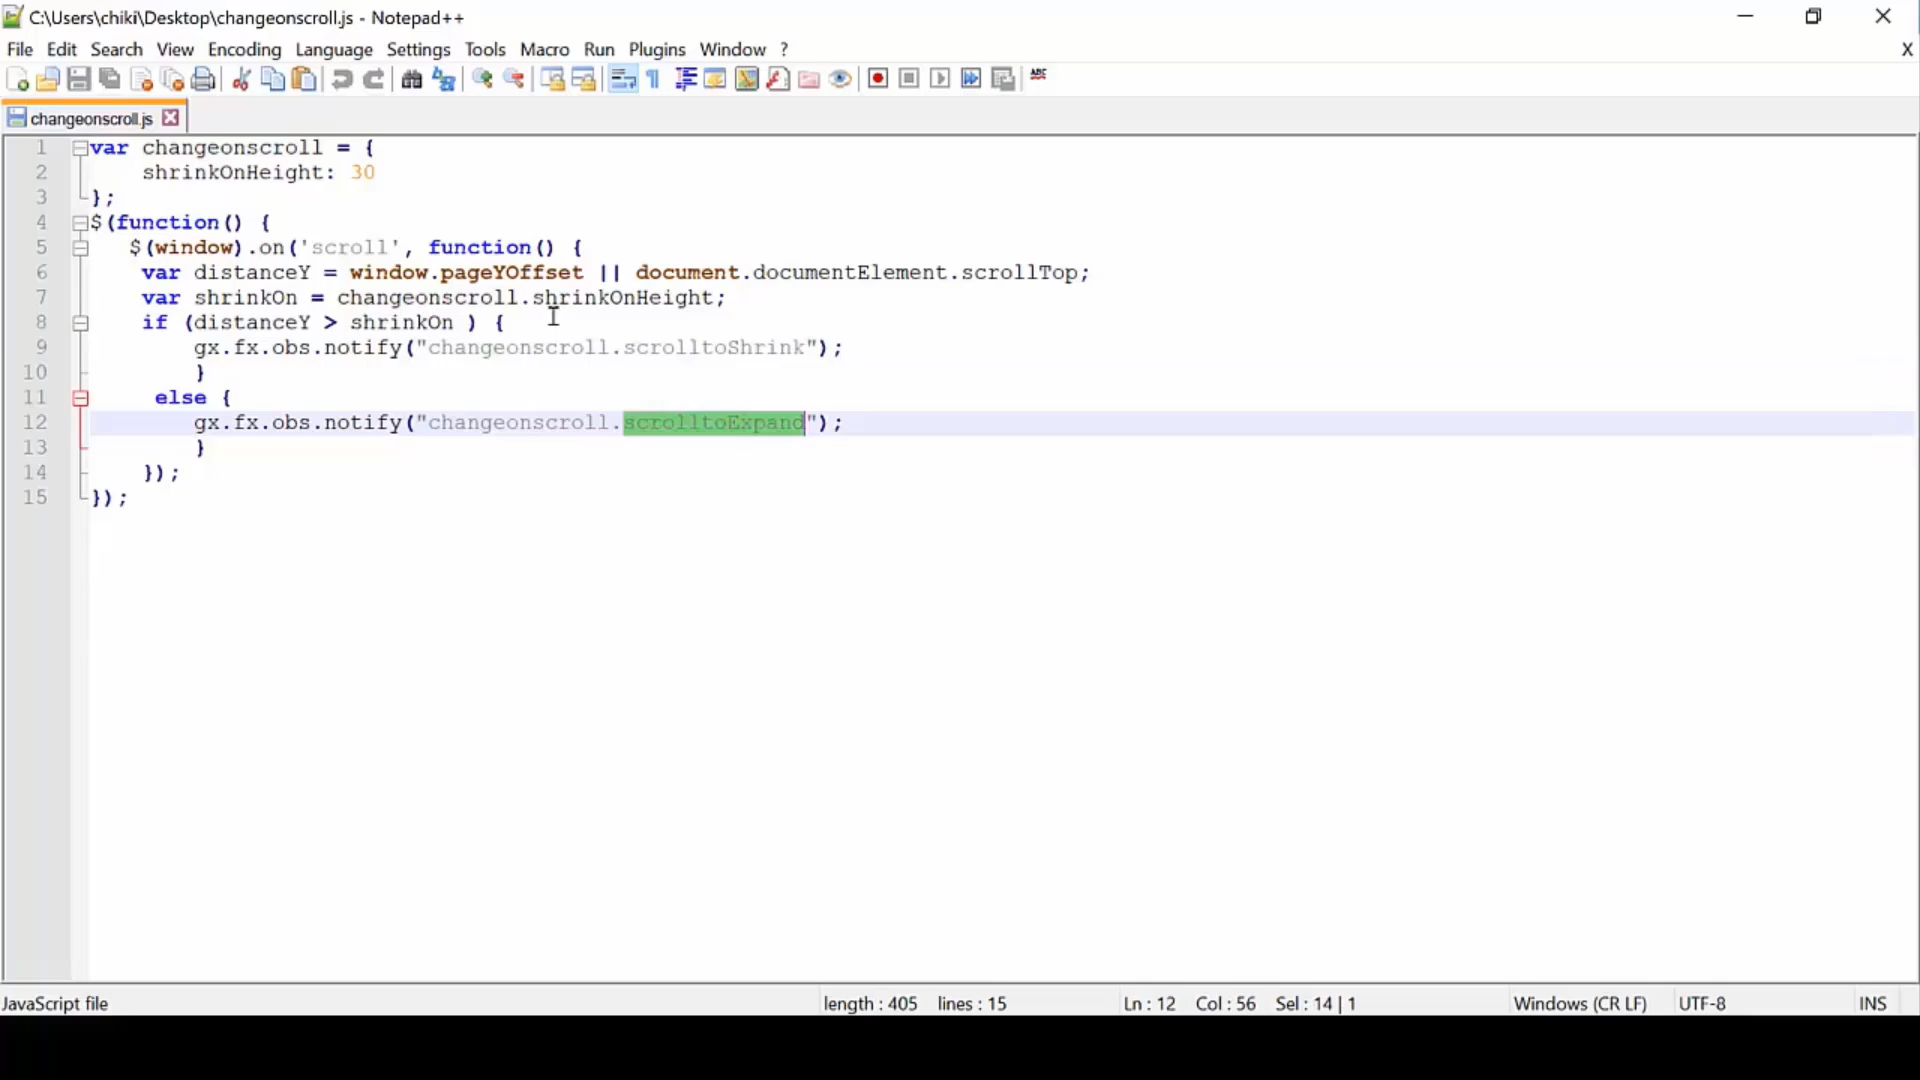 C:\Users\chiki\Desktop\changeonscroll.js - Notepad++
File Edit Search View Encoding Language Settings Tools Macro Run Plugins Window ? X
ABC
changeonscroll.js
1 var changeonscroll = {
2 shrinkOnHeight: 30
3 };
4 $(function() {
5 $(window).on('scroll', function() {
6 var distanceY = window.pageYOffset || document.documentElement.scrollTop;
7 var shrinkOn = changeonscroll.shrinkOnHeight;
8 if (distanceY > shrinkOn ) {
9 gx.fx.obs.notify("changeonscroll.scrolltoShrink");
10 }
11 else {
12 gx.fx.obs.notify("changeonscroll.scrolltoExpand");
13 }
14 });
15 });
JavaScript file length : 405 lines : 15 Ln : 12 Col : 56 Sel : 14 | 1 Windows (CR LF) UTF-8 INS